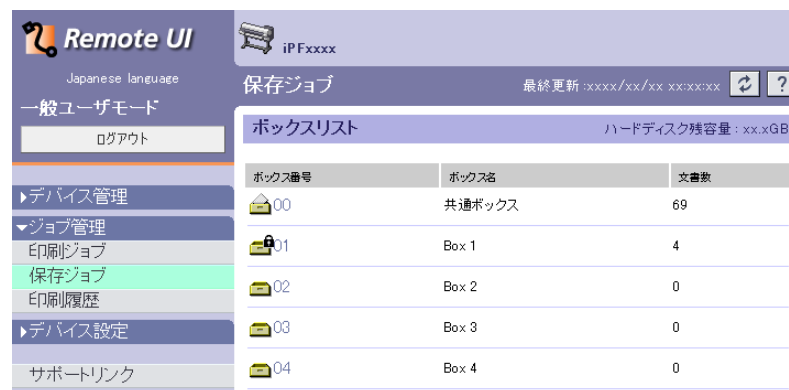 Remote UI
iPFxxxx
Japanese language
一般ユーザモード
ログアウト
保存ジョブ
最終更新 :xxxx/xx/xx xx:xx:xx
?
ボックスリスト
ハードディスク残容量 : xx.xGB
▶デバイス管理
▼ジョブ管理
印刷ジョブ
保存ジョブ
印刷履歴
▶デバイス設定
サポートリンク
ボックス番号 ボックス名 文書数
00 共通ボックス 69
01 Box 1 4
02 Box 2 0
03 Box 3 0
04 Box 4 0